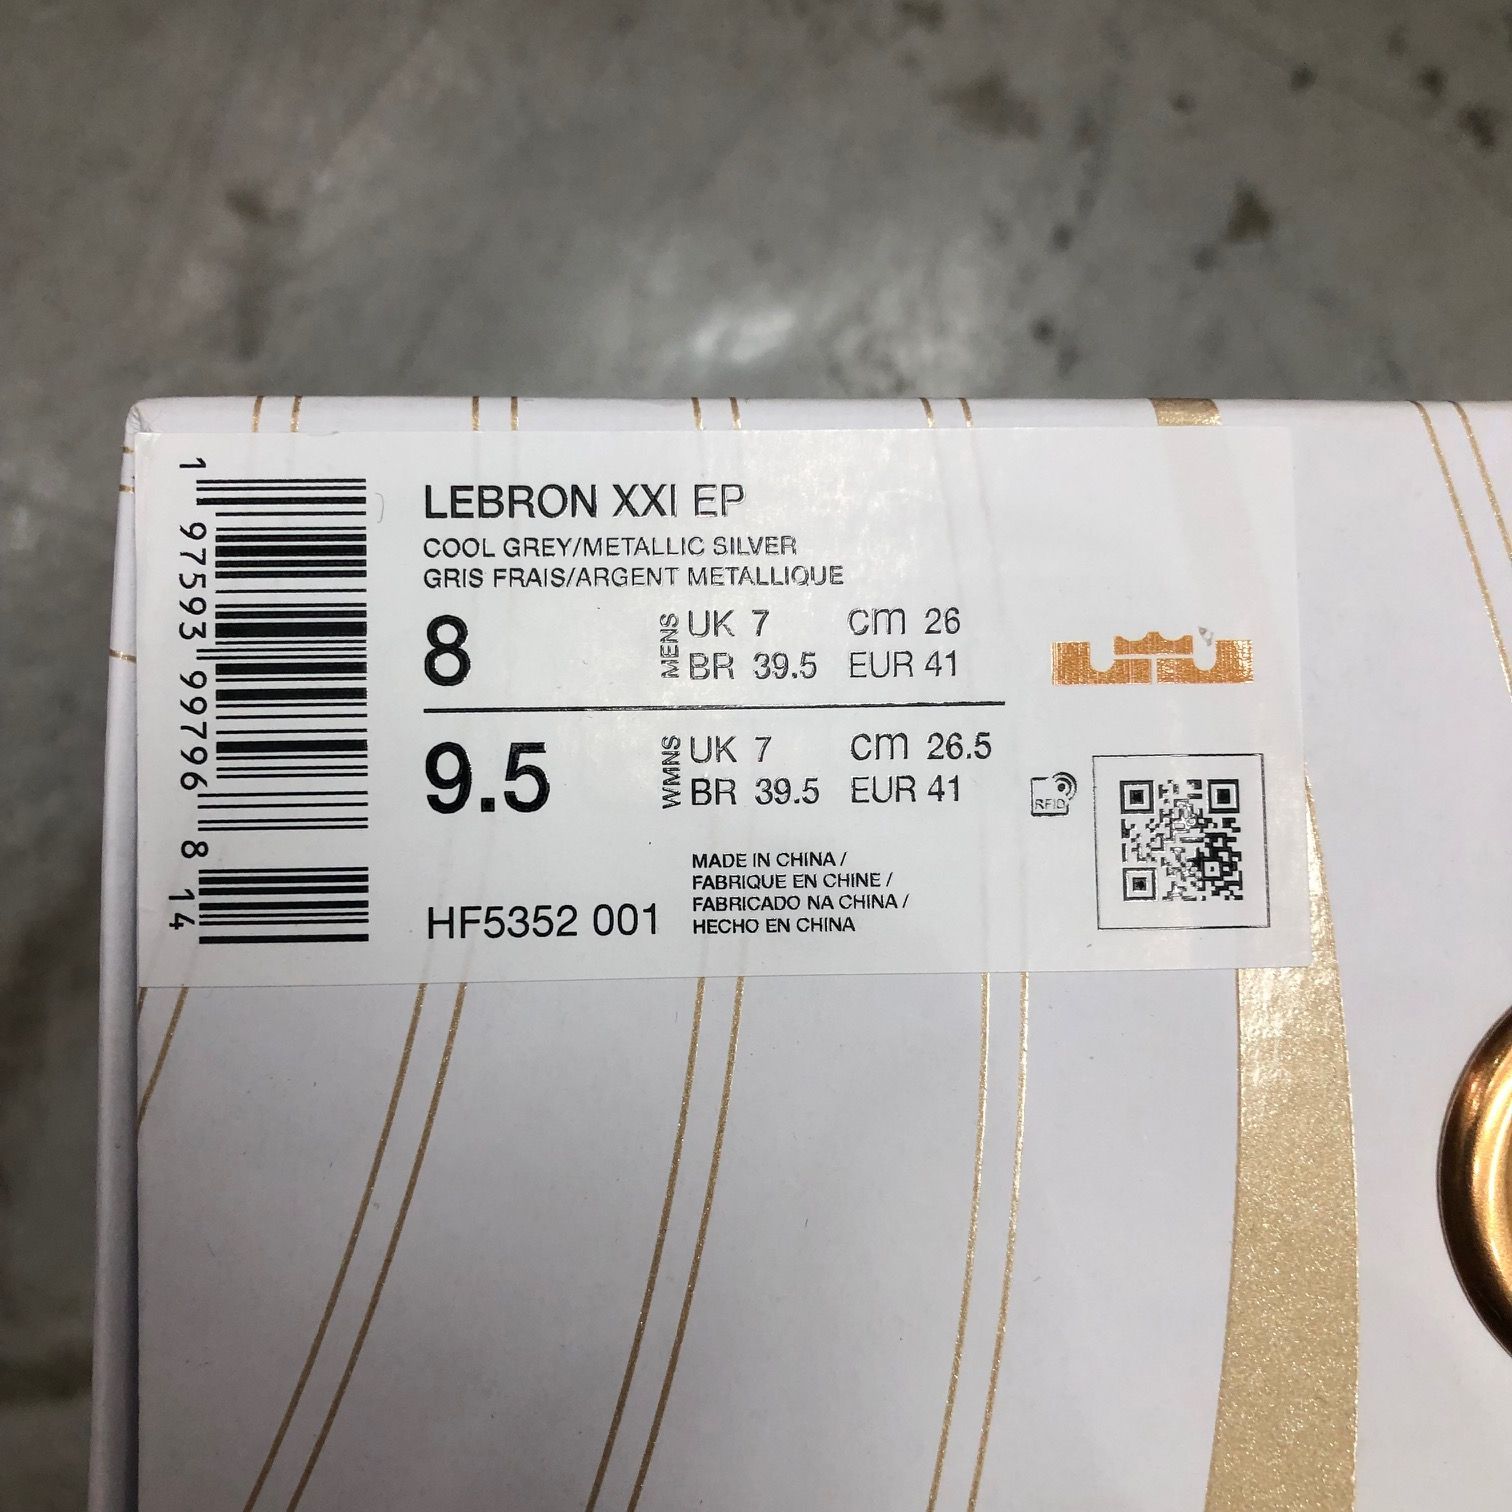 LEBRON XXI EP
COOL GREY/METALLIC SILVER
GRIS FRAIS/ARGENT METALLIQUE
8
MENS
UK 7 cm 26
BR 39.5 EUR 41
9.5
WMNS
UK 7 cm 26.5
BR 39.5 EUR 41
RFID
HF5352 001
MADE IN CHINA /
FABRIQUE EN CHINE /
FABRICADO NA CHINA /
HECHO EN CHINA
1 97593 99796 8 14